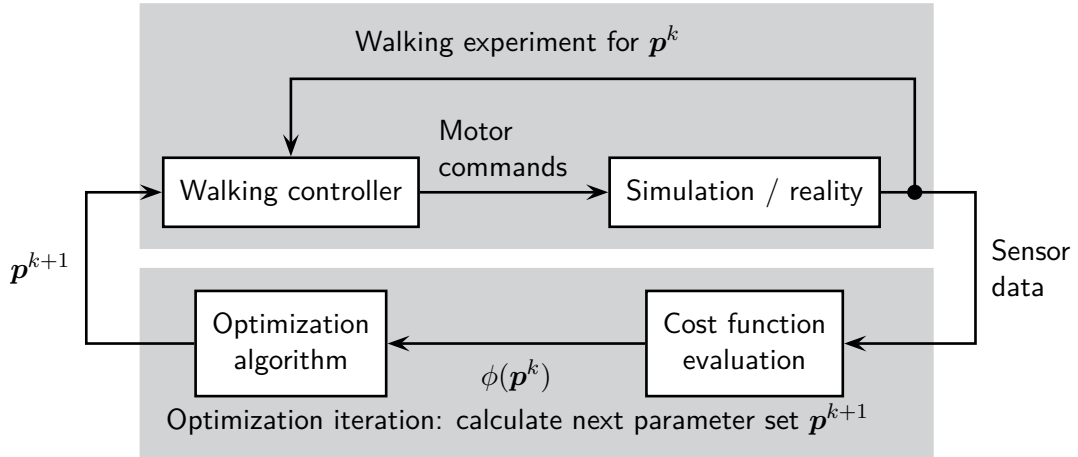 Walking experiment for p^k
Motor
commands
Walking controller
Simulation / reality
p^{k+1}
Sensor
data
Optimization
algorithm
Cost function
evaluation
ϕ(p^k)
Optimization iteration: calculate next parameter set p^{k+1}